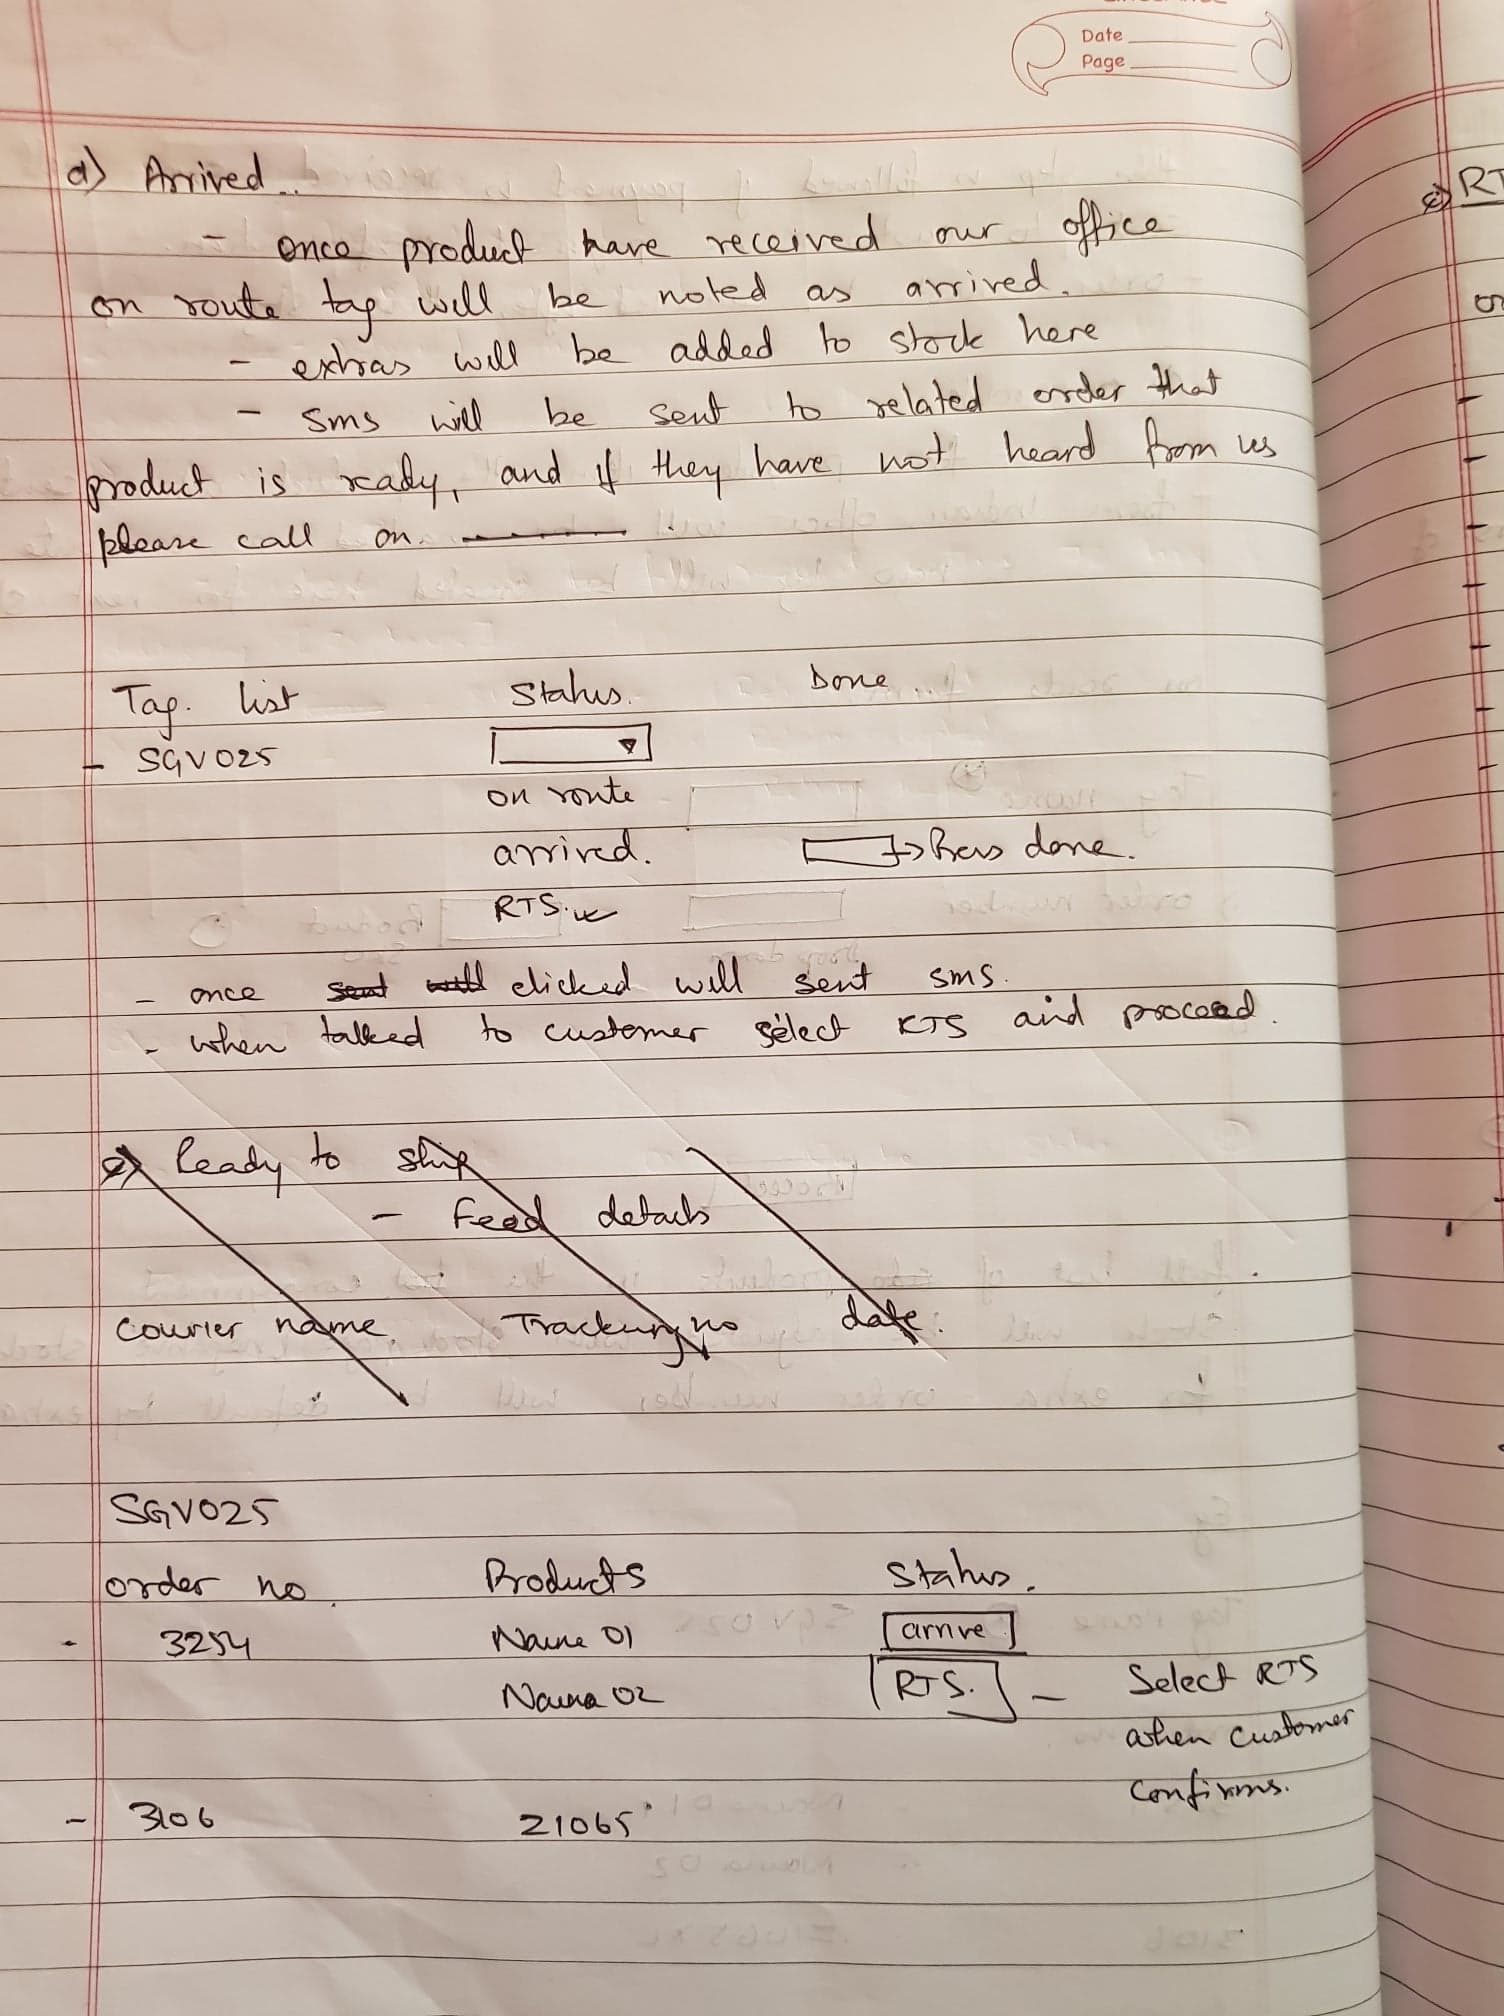 Date
Page
d) Arrived..
- once product have received our office
on route tag will be noted as arrived.
- extras will be added to stock here
- sms will be sent to related order that
product is ready, and if they have not heard from us
please call on.
Tag. list Status. Done
- SGV025
on route
arrived. Press done.
RTS.
- once sent will clicked will sent sms.
- when talked to customer select RTS and proceed.
e) Ready to ship
- Feed details
Courier name. Tracking no date.
SGV025
order no. Products Status.
- 3254 Naina 01 arrive
Naina 02 RTS. - Select RTS
when customer
confirms.
- 3106 21065
RT